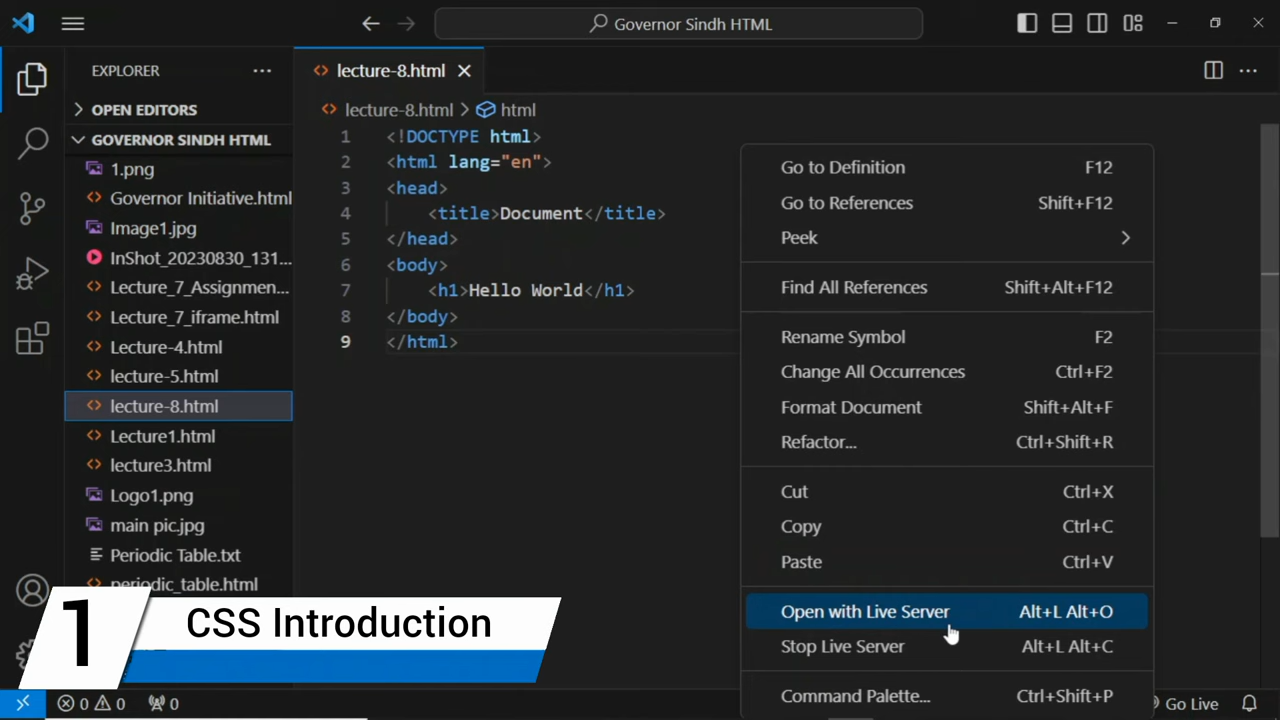 Governor Sindh HTML
EXPLORER
OPEN EDITORS
GOVERNOR SINDH HTML
1.png
Governor Initiative.html
Image1.jpg
InShot_20230830_131...
Lecture_7_Assignmen...
Lecture_7_iframe.html
Lecture-4.html
lecture-5.html
lecture-8.html
Lecture1.html
lecture3.html
Logo1.png
main pic.jpg
Periodic Table.txt
periodic_table.html
lecture-8.html
lecture-8.html > html
1 <!DOCTYPE html>
2 <html lang="en">
3 <head>
4 <title>Document</title>
5 </head>
6 <body>
7 <h1>Hello World</h1>
8 </body>
9 </html>
Go to Definition F12
Go to References Shift+F12
Peek
Find All References Shift+Alt+F12
Rename Symbol F2
Change All Occurrences Ctrl+F2
Format Document Shift+Alt+F
Refactor... Ctrl+Shift+R
Cut Ctrl+X
Copy Ctrl+C
Paste Ctrl+V
Open with Live Server Alt+L Alt+O
Stop Live Server Alt+L Alt+C
Command Palette... Ctrl+Shift+P
1 CSS Introduction
0 0 0
Go Live